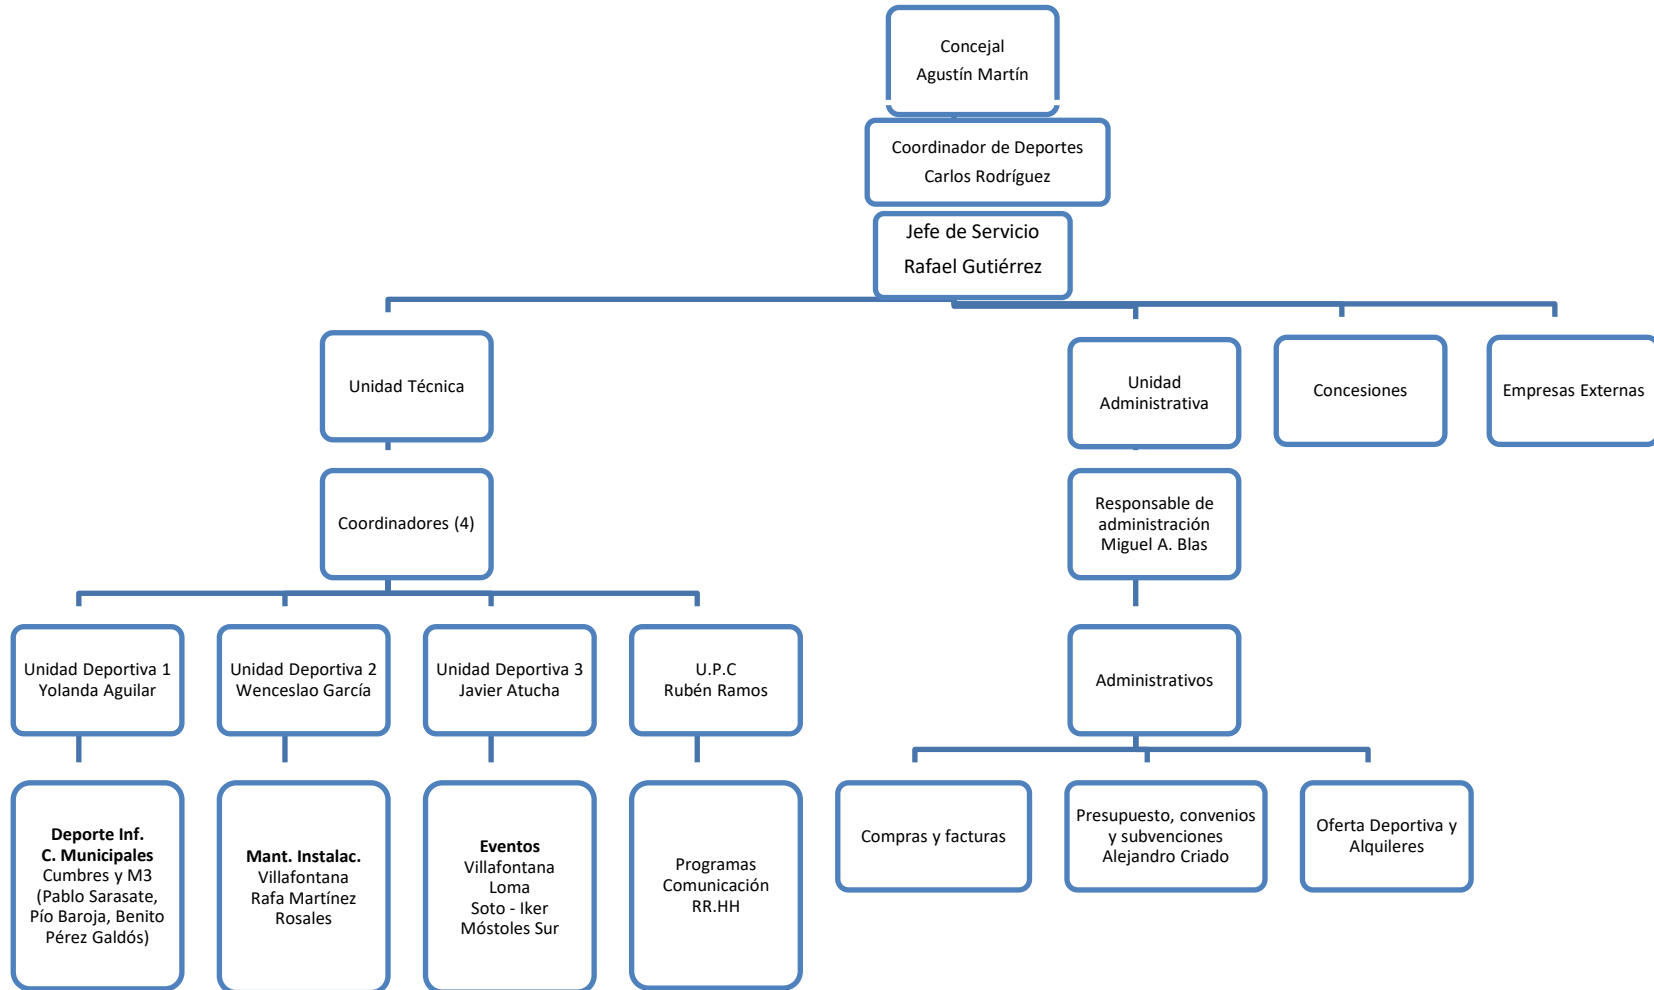 Concejal
Agustín Martín
Coordinador de Deportes
Carlos Rodríguez
Jefe de Servicio
Rafael Gutiérrez
Unidad Técnica
Unidad
Administrativa
Concesiones
Empresas Externas
Coordinadores (4)
Responsable de
administración
Miguel A. Blas
Unidad Deportiva 1
Yolanda Aguilar
Unidad Deportiva 2
Wenceslao García
Unidad Deportiva 3
Javier Atucha
U.P.C
Rubén Ramos
Administrativos
Deporte Inf.
C. Municipales
Cumbres y M3
(Pablo Sarasate,
Pío Baroja, Benito
Pérez Galdós)
Mant. Instalac.
Villafontana
Rafa Martínez
Rosales
Eventos
Villafontana
Loma
Soto - Iker
Móstoles Sur
Programas
Comunicación
RR.HH
Compras y facturas
Presupuesto, convenios
y subvenciones
Alejandro Criado
Oferta Deportiva y
Alquileres